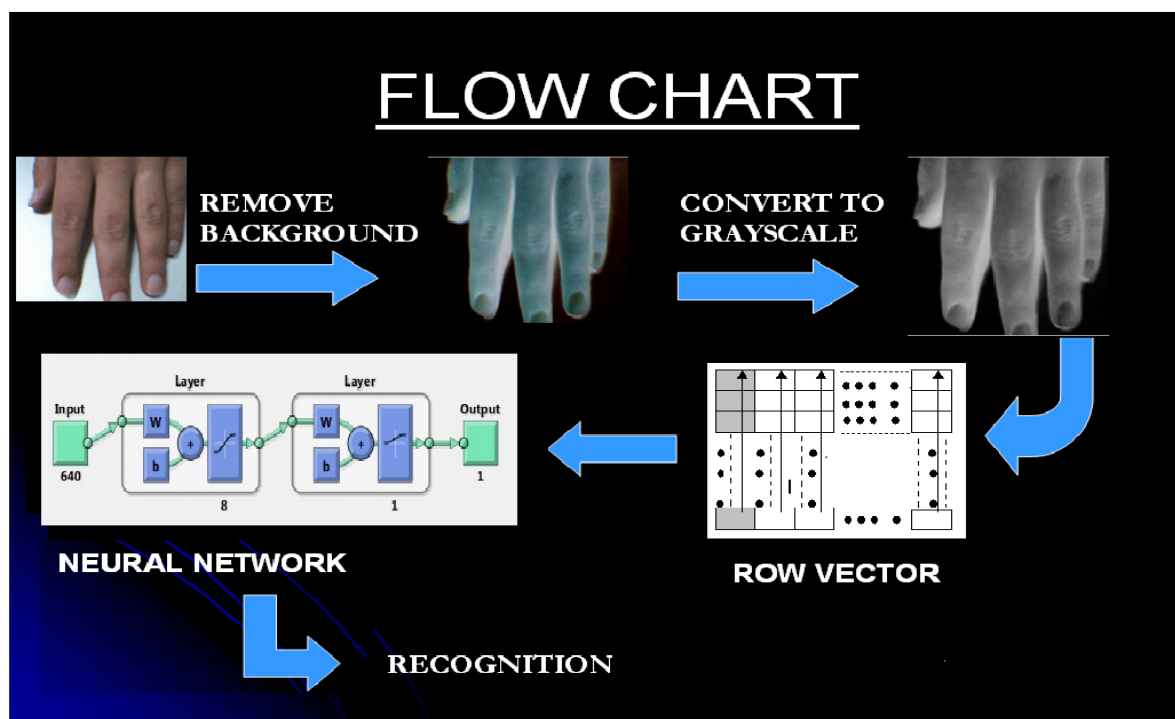 FLOW CHART
REMOVE
BACKGROUND
CONVERT TO
GRAYSCALE
Layer
Layer
Input
Output
W
W
+
+
b
b
640
1
8
1
NEURAL NETWORK
ROW VECTOR
RECOGNITION